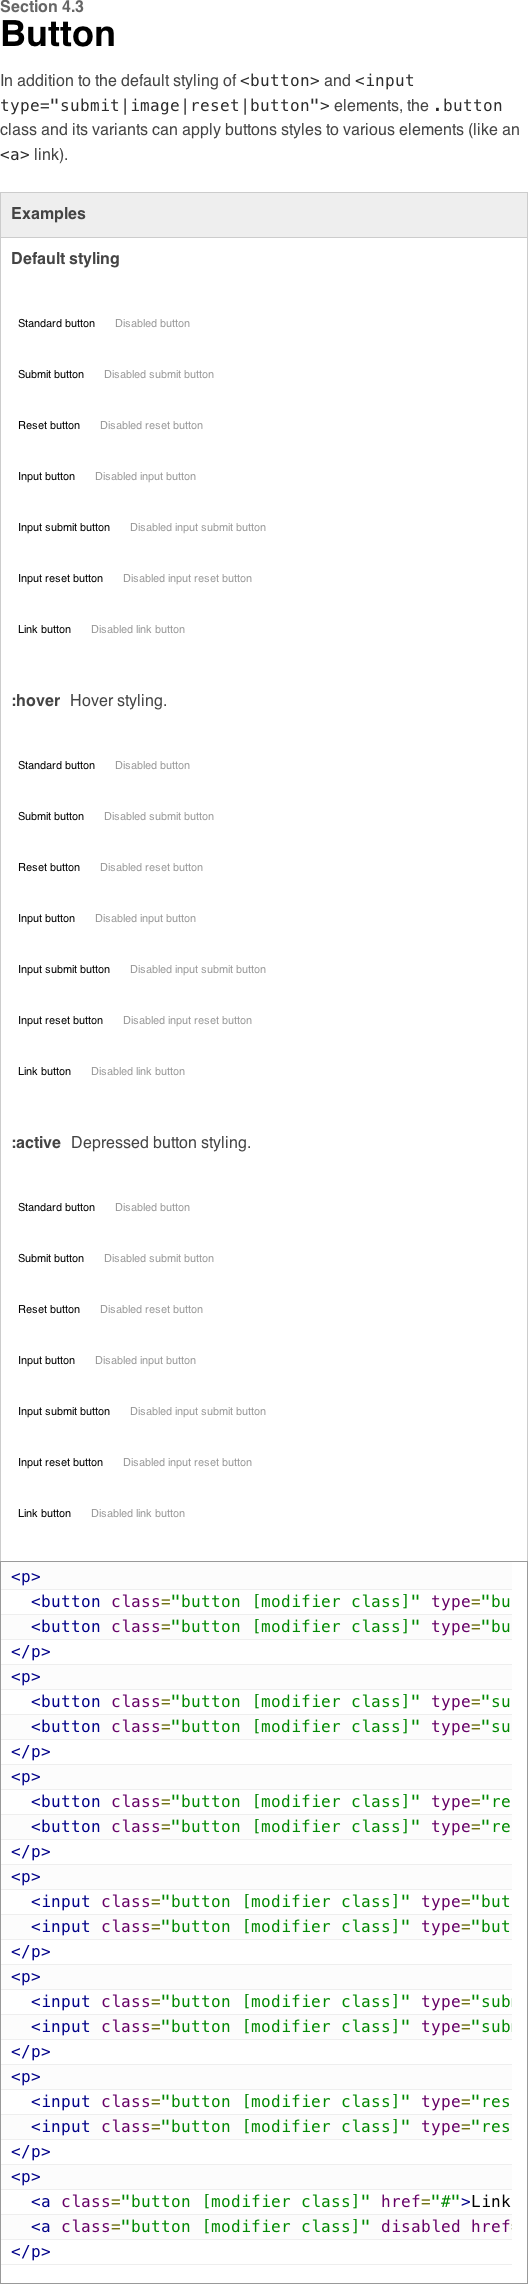 Section 4.3
Button
In addition to the default styling of <button> and <input
type="submit|image|reset|button"> elements, the .button
class and its variants can apply buttons styles to various elements (like an
<a> link).
Examples
Default styling
Standard button Disabled button
Submit button Disabled submit button
Reset button Disabled reset button
Input button Disabled input button
Input submit button Disabled input submit button
Input reset button Disabled input reset button
Link button Disabled link button
:hover Hover styling.
Standard button Disabled button
Submit button Disabled submit button
Reset button Disabled reset button
Input button Disabled input button
Input submit button Disabled input submit button
Input reset button Disabled input reset button
Link button Disabled link button
:active Depressed button styling.
Standard button Disabled button
Submit button Disabled submit button
Reset button Disabled reset button
Input button Disabled input button
Input submit button Disabled input submit button
Input reset button Disabled input reset button
Link button Disabled link button
<p>
<button class="button [modifier class]" type="bu
<button class="button [modifier class]" type="bu
</p>
<p>
<button class="button [modifier class]" type="su
<button class="button [modifier class]" type="su
</p>
<p>
<button class="button [modifier class]" type="re
<button class="button [modifier class]" type="re
</p>
<p>
<input class="button [modifier class]" type="but
<input class="button [modifier class]" type="but
</p>
<p>
<input class="button [modifier class]" type="sub
<input class="button [modifier class]" type="sub
</p>
<p>
<input class="button [modifier class]" type="res
<input class="button [modifier class]" type="res
</p>
<p>
<a class="button [modifier class]" href="#">Link
<a class="button [modifier class]" disabled href
</p>